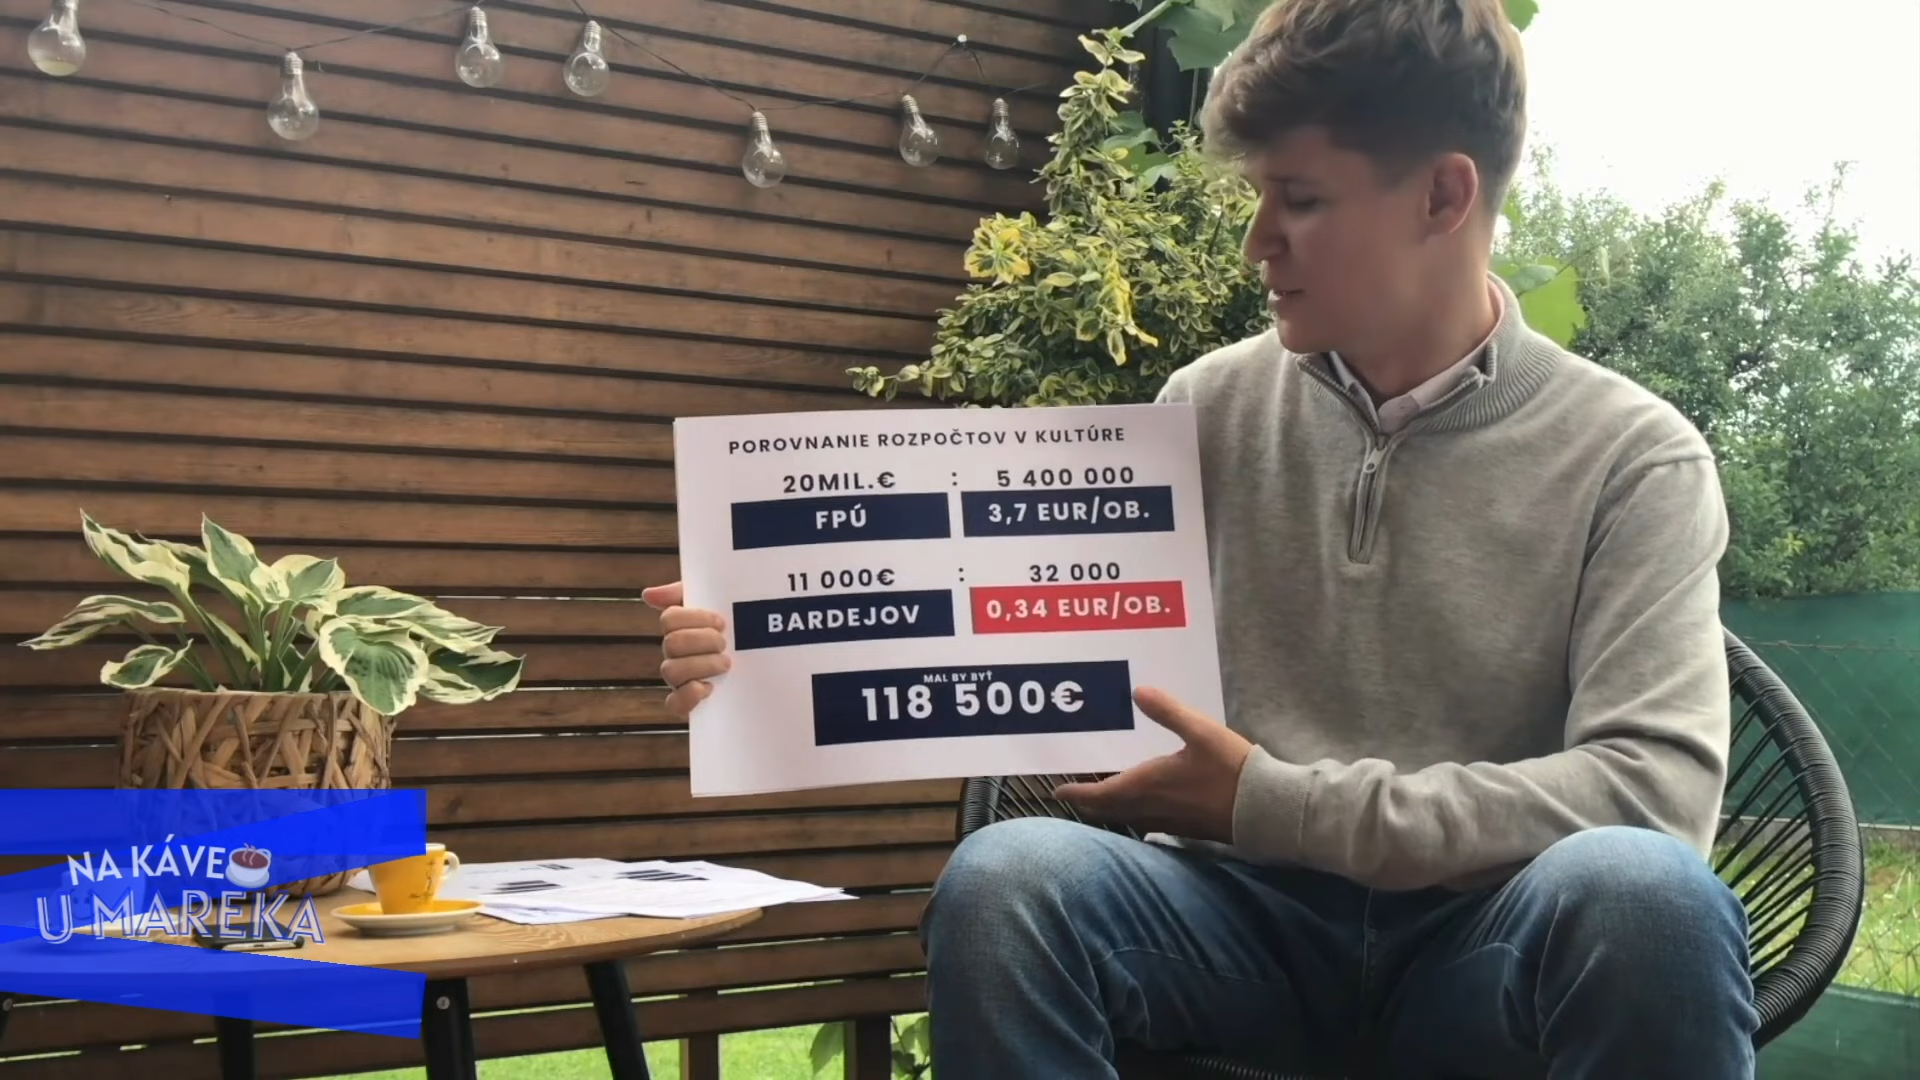 POROVNANIE ROZPOČTOV V KULTÚRE
20MIL.€ : 5 400 000
FPÚ 3,7 EUR/OB.
11 000€ : 32 000
BARDEJOV 0,34 EUR/OB.
MAL BY BYŤ
118 500€
NA KÁVE
U MAREKA